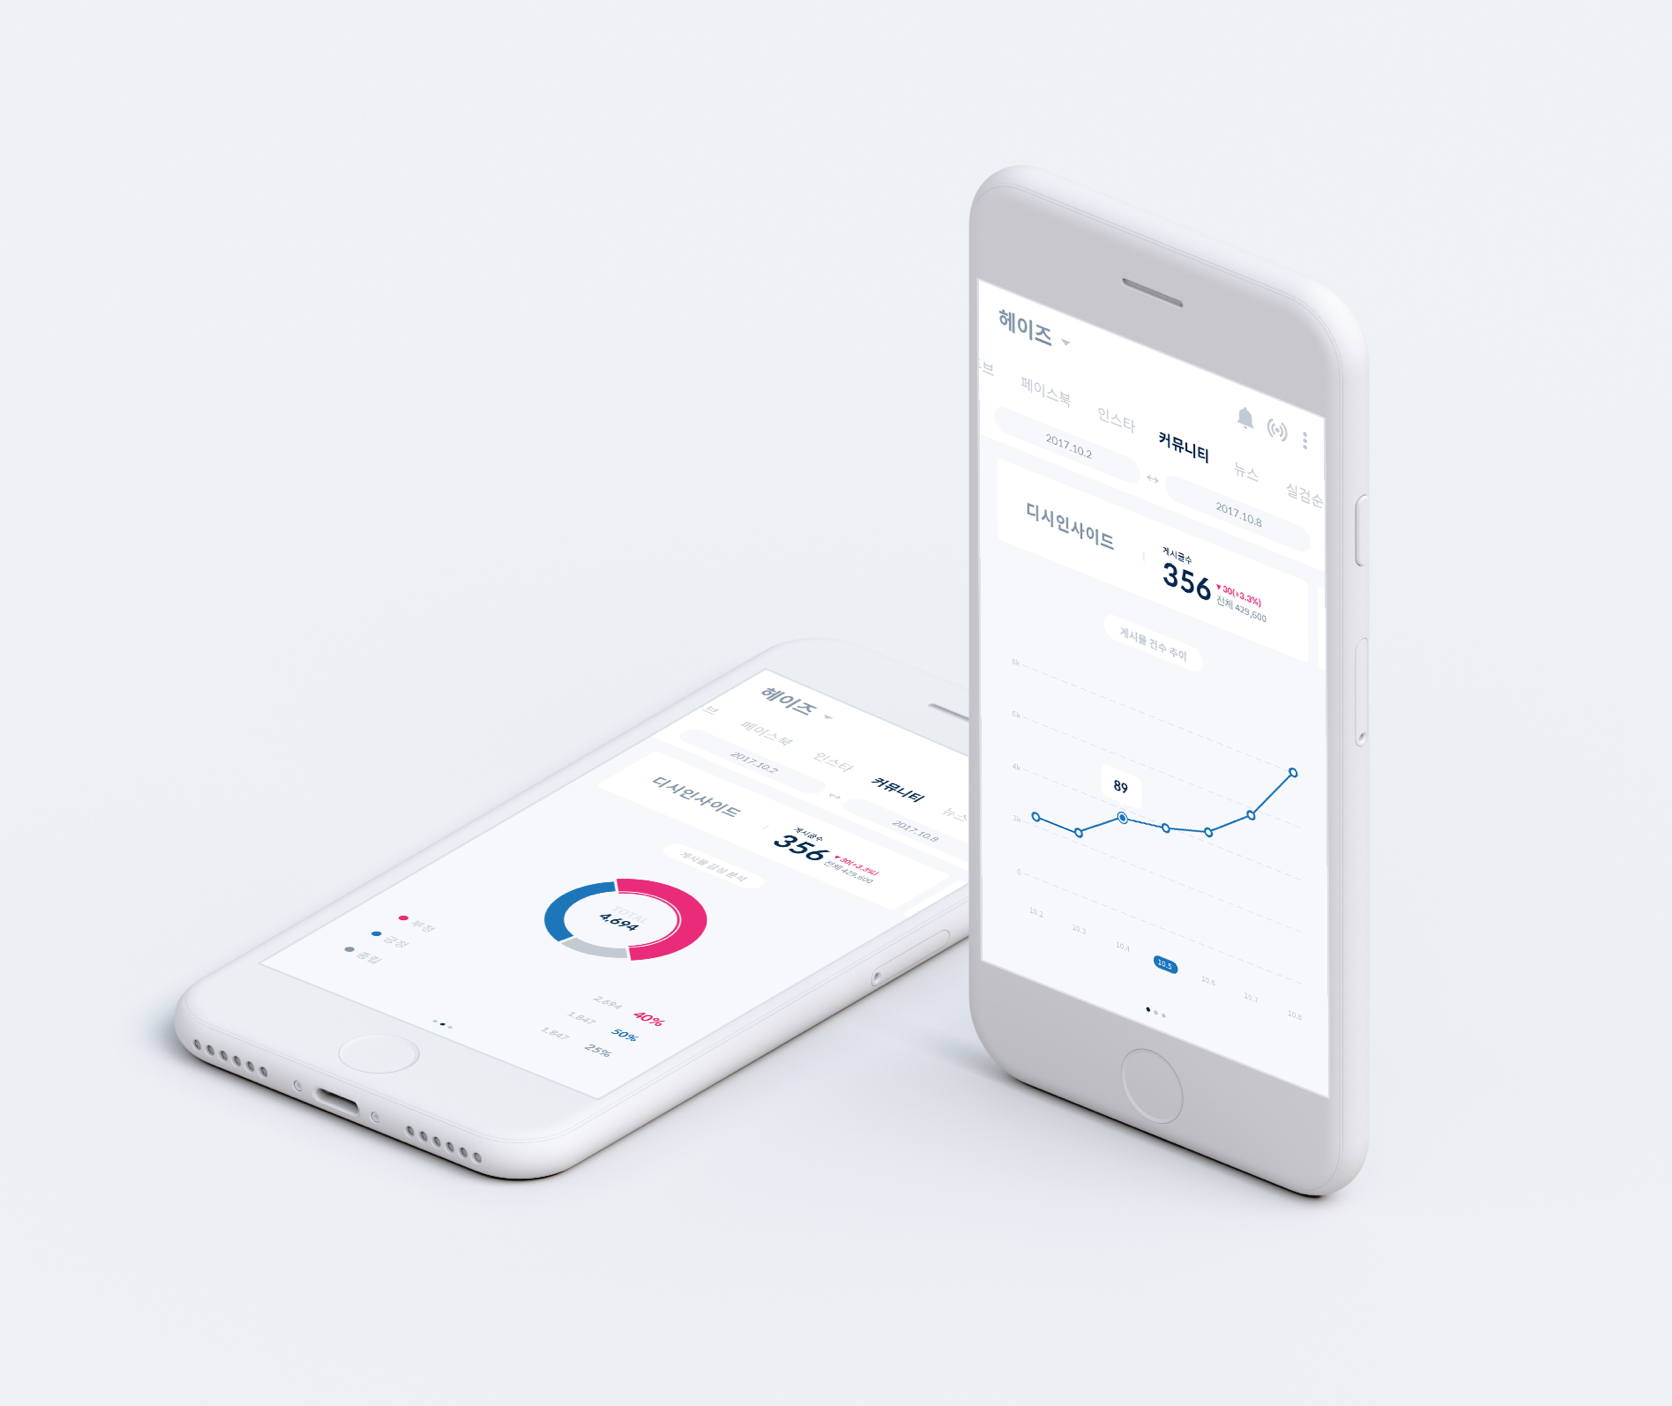 헤이즈
브
페이스북
인스타
커뮤니티
뉴스
2017.10.2
↔
2017.10.8
디시인사이드
게시글수
356
▼30(+3.3%)
전체 429,600
게시물 감성 분석
TOTAL
4,694
부정
긍정
중립
2,694 40%
1,847 50%
1,847 25%
헤이즈
브
페이스북
인스타
커뮤니티
뉴스
실검순
2017.10.2
↔
2017.10.8
디시인사이드
게시글수
356
▼30(+3.3%)
전체 429,600
게시물 건수 추이
8k
6k
4k
89
10.3
10.4
10.5
10.6
10.7
10.8